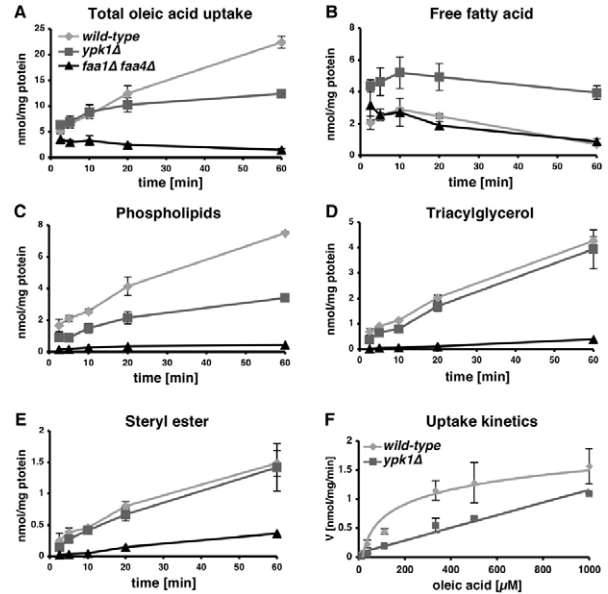 A
Total oleic acid uptake
wild-type
ypk1Δ
faa1Δ faa4Δ
nmol/mg ptotein
25
20
15
10
5
0
0 10 20 30 40 50 60
time [min]
B
Free fatty acid
nmol/mg ptotein
8
6
4
2
0
0 10 20 30 40 50 60
time [min]
C
Phospholipids
nmol/mg ptotein
8
6
4
2
0
0 10 20 30 40 50 60
time [min]
D
Triacylglycerol
nmol/mg ptotein
5
4
3
2
1
0
0 10 20 30 40 50 60
time [min]
E
Steryl ester
nmol/mg ptotein
2
1.5
1
0.5
0
0 10 20 30 40 50 60
time [min]
F
Uptake kinetics
wild-type
ypk1Δ
V [nmol/mg/min]
2
1.5
1
0.5
0
0 200 400 600 800 1000
oleic acid [µM]